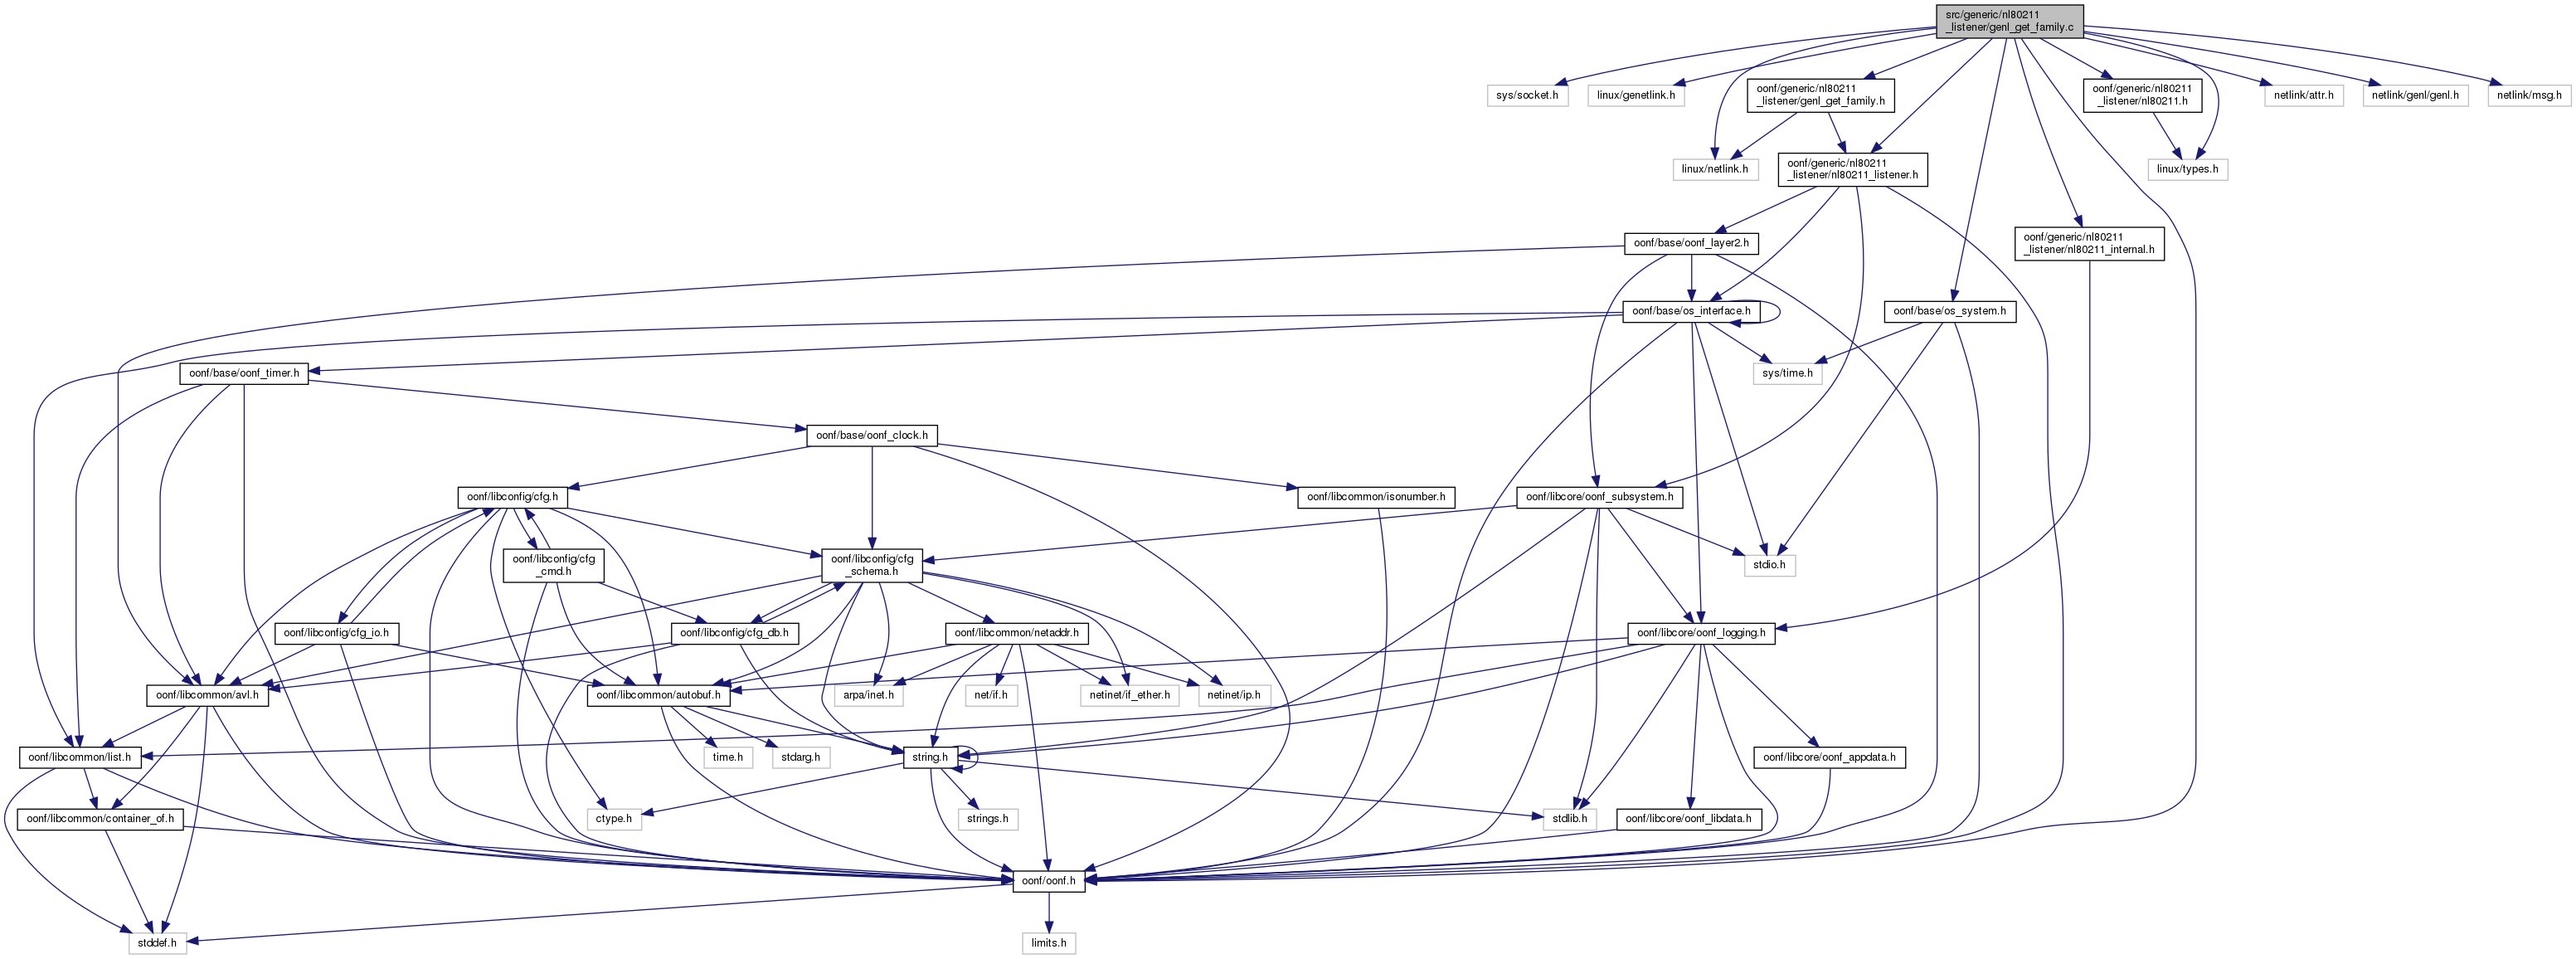 src/generic/nl80211
_listener/genl_get_family.c
sys/socket.h
linux/genetlink.h
oonf/generic/nl80211
_listener/genl_get_family.h
oonf/generic/nl80211
_listener/nl80211.h
netlink/attr.h
netlink/genl/genl.h
netlink/msg.h
linux/netlink.h
oonf/generic/nl80211
_listener/nl80211_listener.h
linux/types.h
oonf/base/oonf_layer2.h
oonf/generic/nl80211
_listener/nl80211_internal.h
oonf/base/os_interface.h
oonf/base/os_system.h
oonf/base/oonf_timer.h
sys/time.h
oonf/base/oonf_clock.h
oonf/libconfig/cfg.h
oonf/libcommon/isonumber.h
oonf/libcore/oonf_subsystem.h
oonf/libconfig/cfg
_cmd.h
oonf/libconfig/cfg
_schema.h
stdio.h
oonf/libconfig/cfg_io.h
oonf/libconfig/cfg_db.h
oonf/libcommon/netaddr.h
oonf/libcore/oonf_logging.h
oonf/libcommon/avl.h
oonf/libcommon/autobuf.h
arpa/inet.h
net/if.h
netinet/if_ether.h
netinet/ip.h
oonf/libcommon/list.h
time.h
stdarg.h
string.h
oonf/libcore/oonf_appdata.h
oonf/libcommon/container_of.h
ctype.h
strings.h
stdlib.h
oonf/libcore/oonf_libdata.h
oonf/oonf.h
stddef.h
limits.h